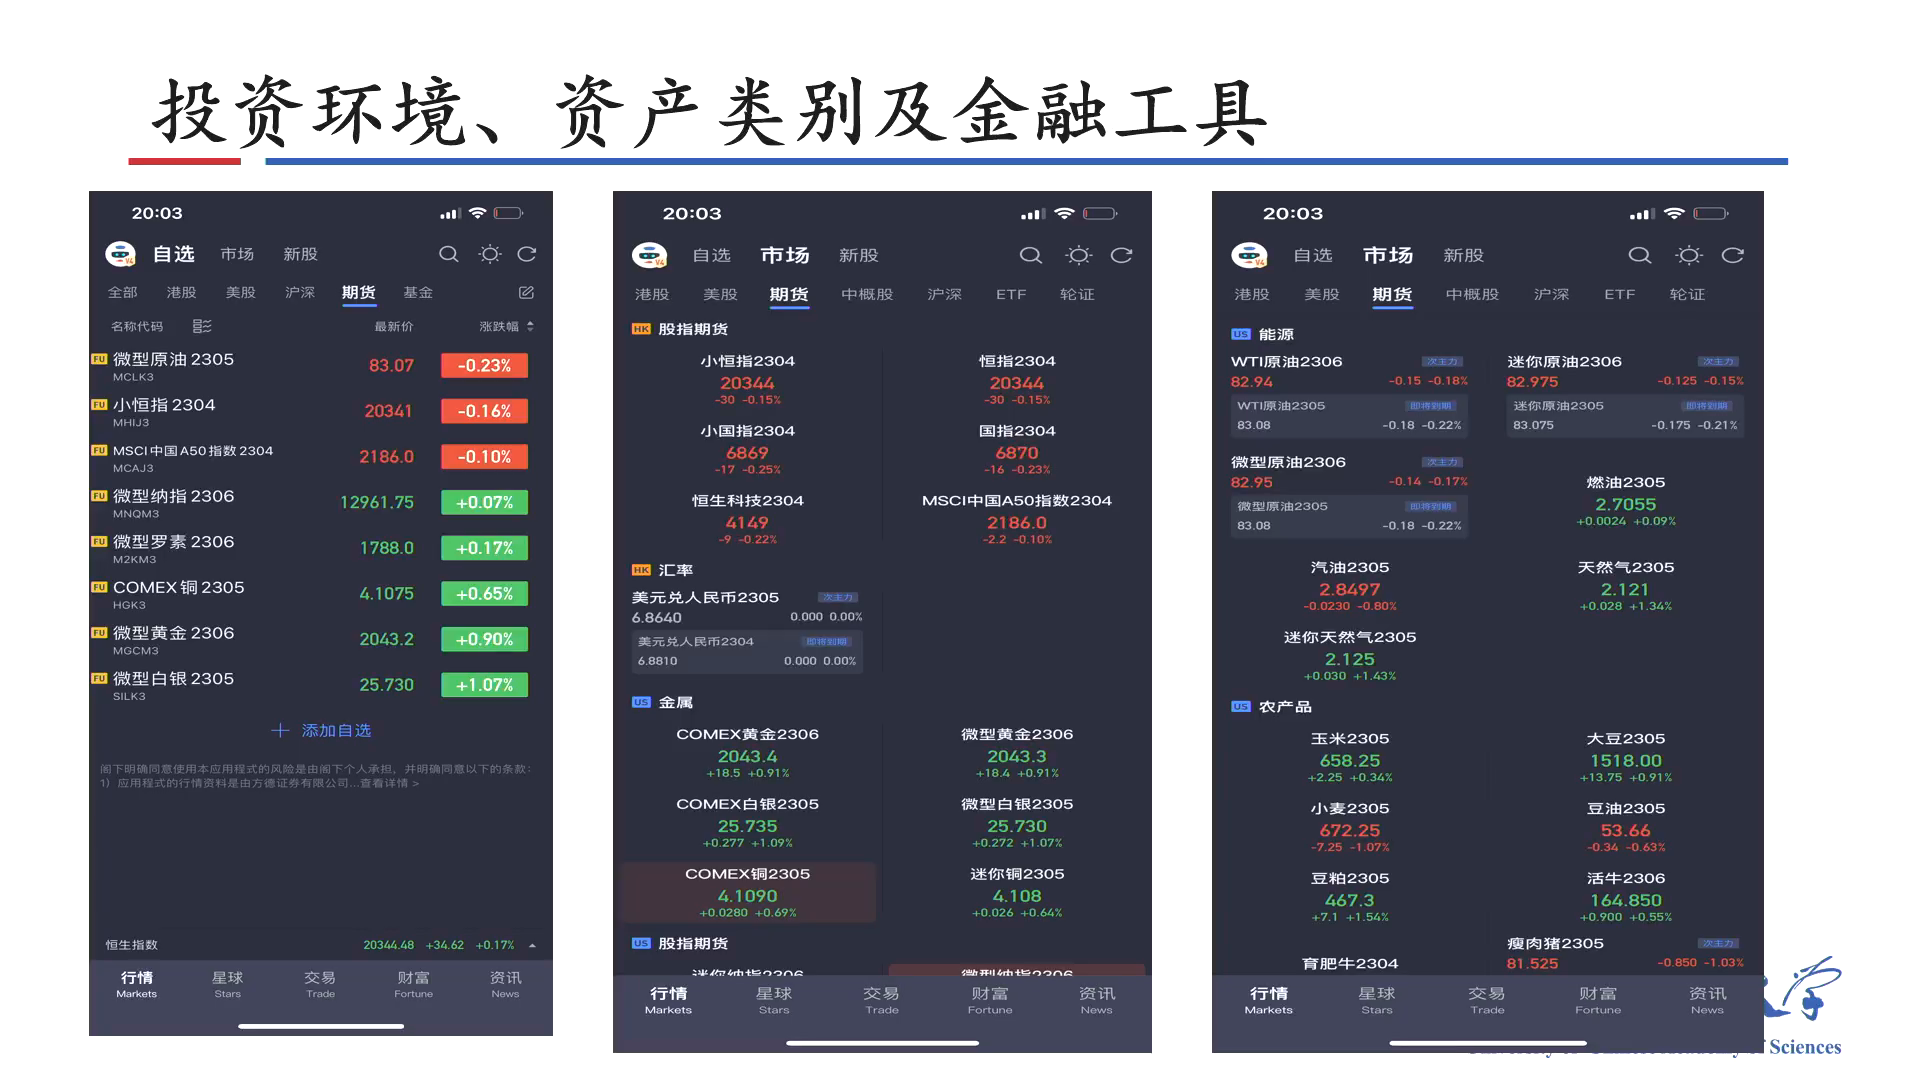 投资环境、资产类别及金融工具
20:03
自选 市场 新股
全部 港股 美股 沪深 期货 基金
名称代码 最新价 涨跌幅
FU 微型原油 2305 83.07 -0.23%
MCLK3
FU 小恒指 2304 20341 -0.16%
MHIJ3
FU MSCI中国A50指数 2304 2186.0 -0.10%
MCAJ3
FU 微型纳指 2306 12961.75 +0.07%
MNQM3
FU 微型罗素 2306 1788.0 +0.17%
M2KM3
FU COMEX铜 2305 4.1075 +0.65%
HGK3
FU 微型黄金 2306 2043.2 +0.90%
MGCM3
FU 微型白银 2305 25.730 +1.07%
SILK3
+ 添加自选
阁下明确同意使用本应用程式的风险是由阁下个人承担，并明确同意以下的条款：
1）应用程式的行情资料是由方德证券有限公司...查看详情 >
恒生指数 20344.48 +34.62 +0.17%
行情 星球 交易 财富 资讯
Markets Stars Trade Fortune News
20:03
自选 市场 新股
港股 美股 期货 中概股 沪深 ETF 轮证
HK 股指期货
小恒指2304 恒指2304
20344 20344
-30 -0.15% -30 -0.15%
小国指2304 国指2304
6869 6870
-17 -0.25% -16 -0.23%
恒生科技2304 MSCI中国A50指数2304
4149 2186.0
-9 -0.22% -2.2 -0.10%
HK 汇率
美元兑人民币2305 次主力
6.8640 0.000 0.00%
美元兑人民币2304 即将到期
6.8810 0.000 0.00%
US 金属
COMEX黄金2306 微型黄金2306
2043.4 2043.3
+18.5 +0.91% +18.4 +0.91%
COMEX白银2305 微型白银2305
25.735 25.730
+0.277 +1.09% +0.272 +1.07%
COMEX铜2305 迷你铜2305
4.1090 4.108
+0.0280 +0.69% +0.026 +0.64%
US 股指期货
迷你纳指2306 微型纳指2306
行情 星球 交易 财富 资讯
Markets Stars Trade Fortune News
20:03
自选 市场 新股
港股 美股 期货 中概股 沪深 ETF 轮证
US 能源
WTI原油2306 次主力 迷你原油2306 次主力
82.94 -0.15 -0.18% 82.975 -0.125 -0.15%
WTI原油2305 即将到期 迷你原油2305 即将到期
83.08 -0.18 -0.22% 83.075 -0.175 -0.21%
微型原油2306 次主力
82.95 -0.14 -0.17%
微型原油2305 即将到期
83.08 -0.18 -0.22%
燃油2305
2.7055
+0.0024 +0.09%
汽油2305 天然气2305
2.8497 2.121
-0.0230 -0.80% +0.028 +1.34%
迷你天然气2305
2.125
+0.030 +1.43%
US 农产品
玉米2305 大豆2305
658.25 1518.00
+2.25 +0.34% +13.75 +0.91%
小麦2305 豆油2305
672.25 53.66
-7.25 -1.07% -0.34 -0.63%
豆粕2305 活牛2306
467.3 164.850
+7.1 +1.54% +0.900 +0.55%
育肥牛2304 瘦肉猪2305 次主力
81.525 -0.850 -1.03%
行情 星球 交易 财富 资讯
Markets Stars Trade Fortune News
Sciences